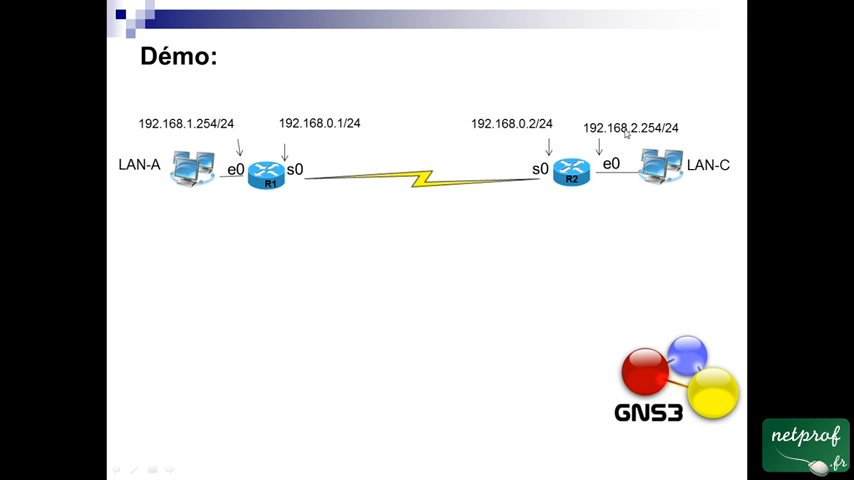 Démo:
192.168.1.254/24
192.168.0.1/24
192.168.0.2/24
192.168.2.254/24
LAN-A
e0
R1
s0
s0
R2
e0
LAN-C
GNS3
netprof
.fr